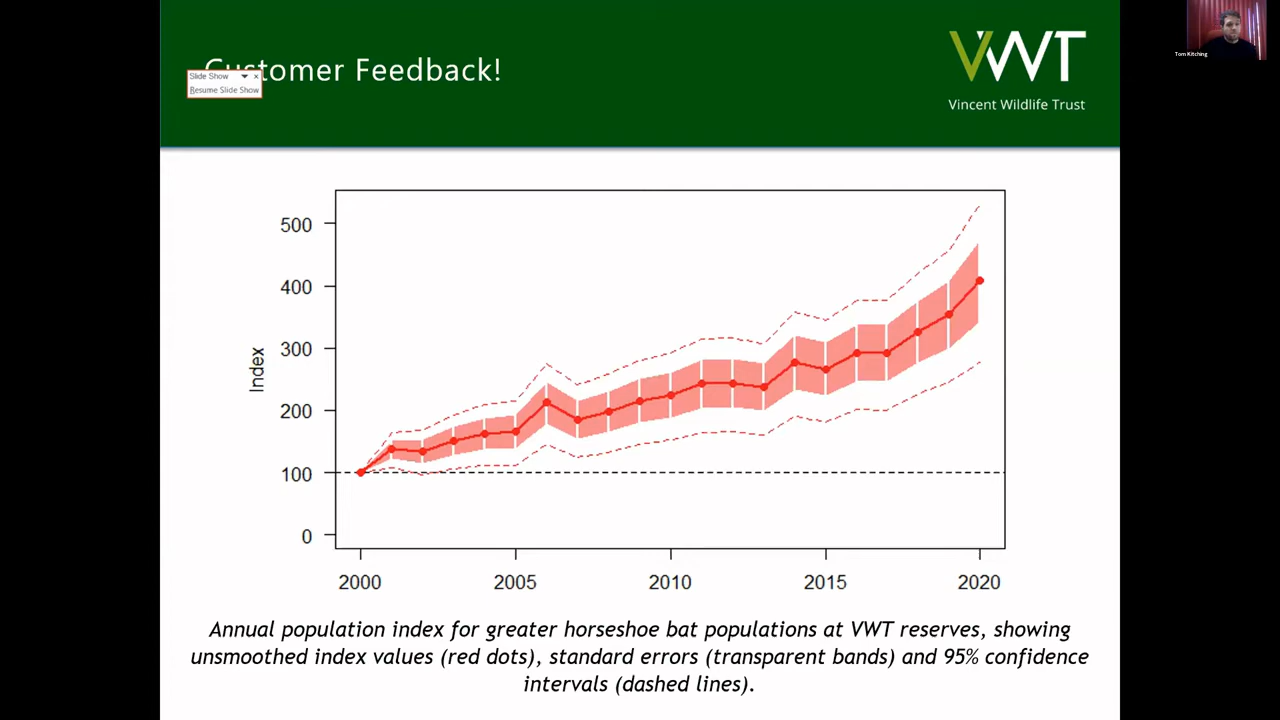 Customer Feedback!
Slide Show
Resume Slide Show
VWT
Vincent Wildlife Trust
Tom Kitching
500
400
300
200
100
0
Index
2000 2005 2010 2015 2020
Annual population index for greater horseshoe bat populations at VWT reserves, showing
unsmoothed index values (red dots), standard errors (transparent bands) and 95% confidence
intervals (dashed lines).